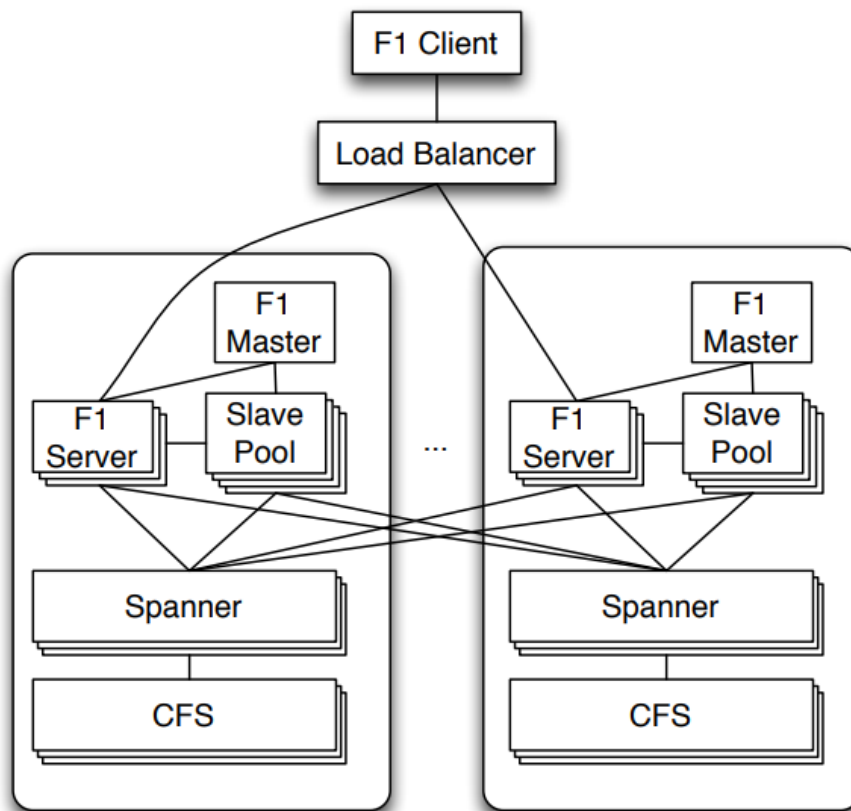 F1 Client
Load Balancer
F1
Master
F1
Server
Slave
Pool
Spanner
CFS
...
F1
Master
F1
Server
Slave
Pool
Spanner
CFS